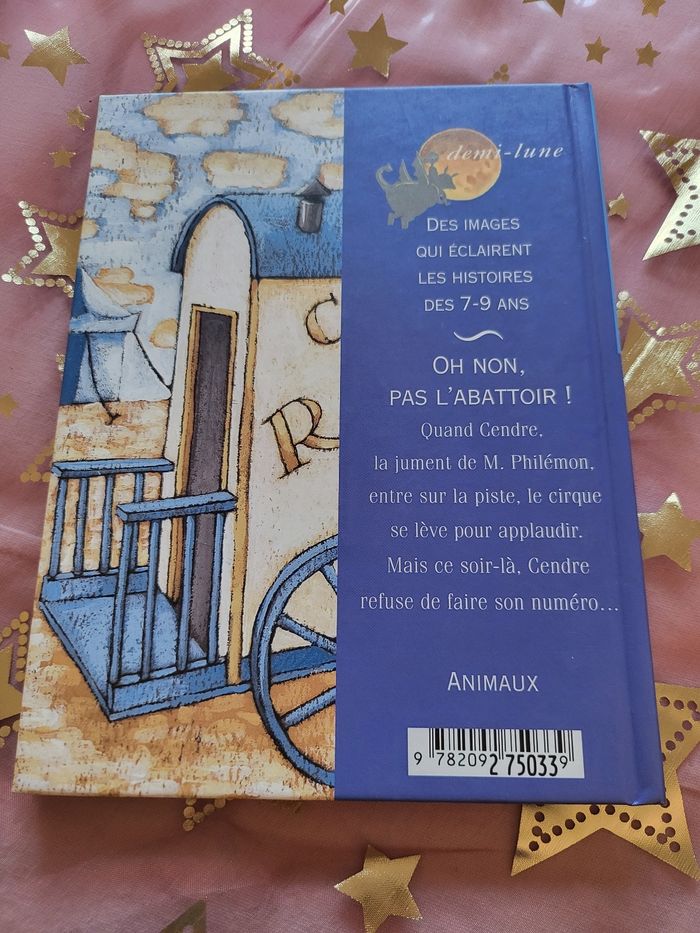 demi-lune
DES IMAGES
QUI ÉCLAIRENT
LES HISTOIRES
DES 7-9 ANS
OH NON,
PAS L'ABATTOIR !
Quand Cendre,
la jument de M. Philémon,
entre sur la piste, le cirque
se lève pour applaudir.
Mais ce soir-là, Cendre
refuse de faire son numéro...
ANIMAUX
9 782092 750339
C
R